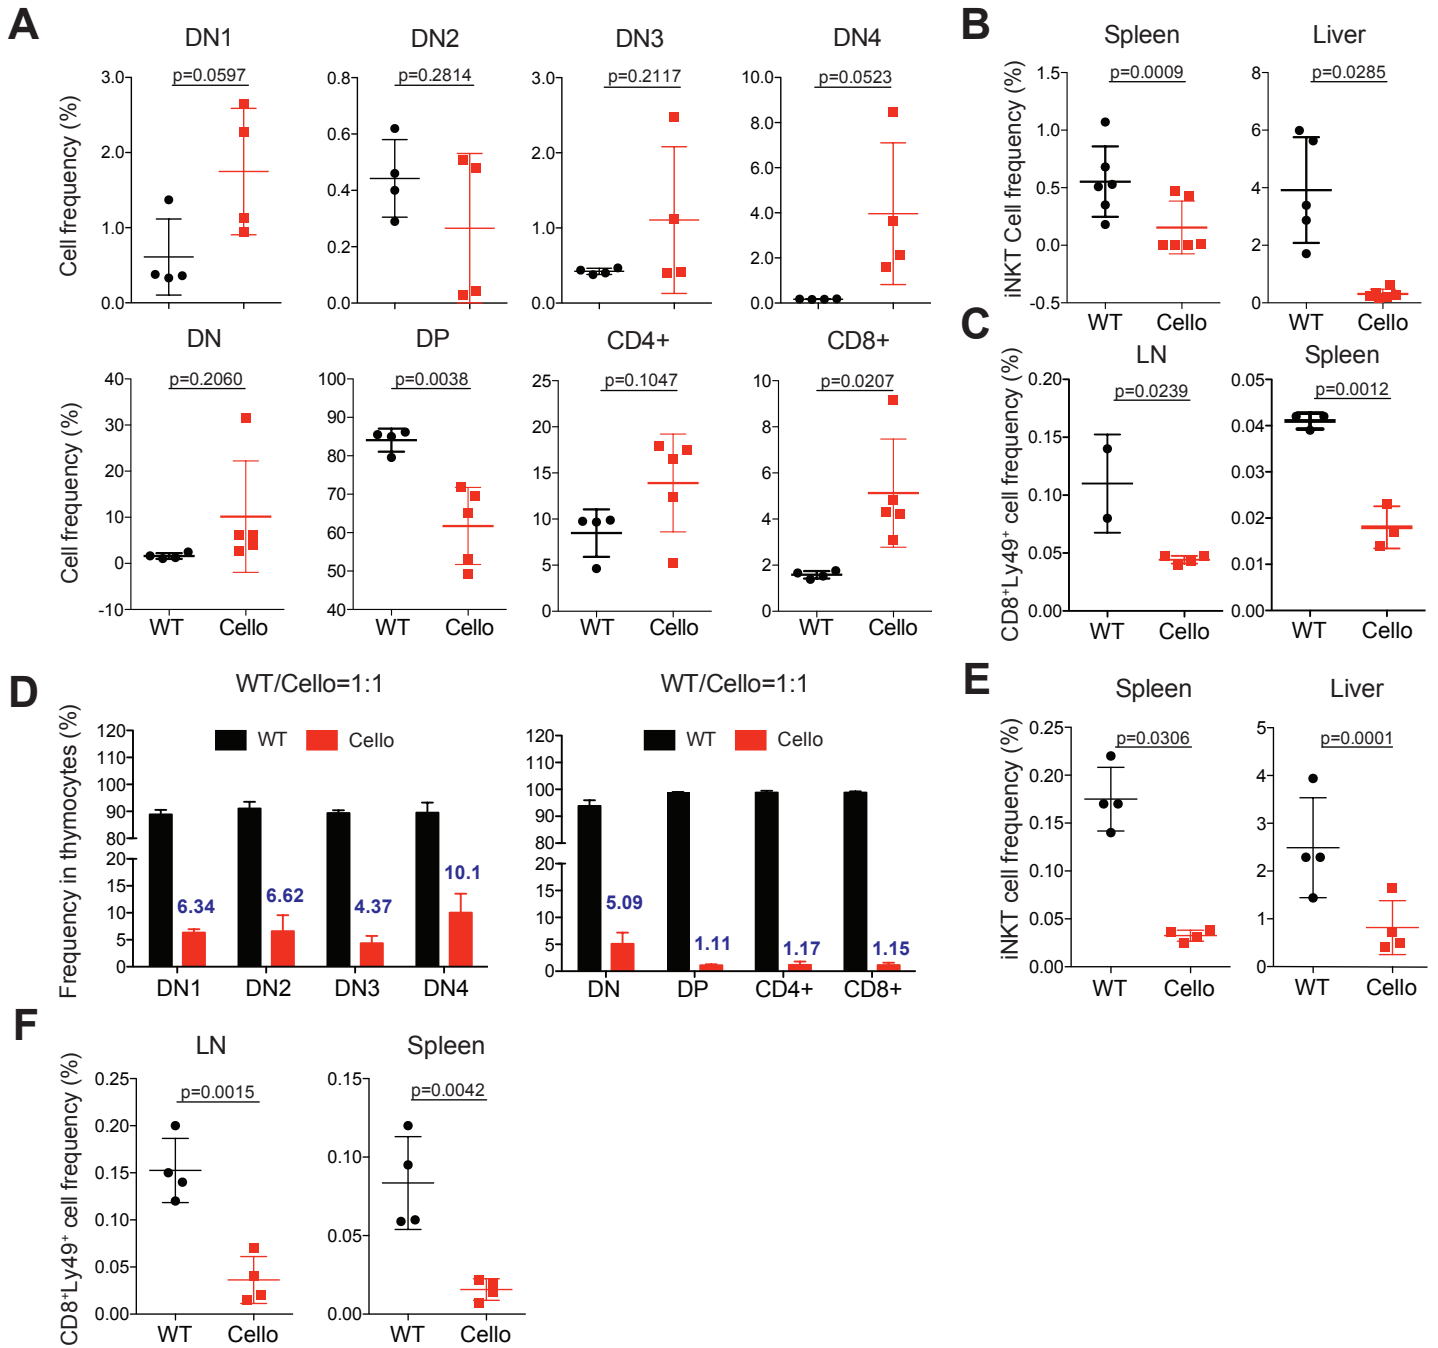 A
DN1
DN2
DN3
DN4
p=0.0597
p=0.2814
p=0.2117
p=0.0523
Cell frequency (%)
3.0
2.0
1.0
0.0
0.8
0.6
0.4
0.2
0.0
3.0
2.0
1.0
0.0
10.0
8.0
6.0
4.0
2.0
0.0
DN
DP
CD4+
CD8+
p=0.2060
p=0.0038
p=0.1047
p=0.0207
Cell frequency (%)
40
30
20
10
0
-10
100
90
80
70
60
50
40
25
20
15
10
5
0
10
8
6
4
2
0
WT Cello
WT Cello
WT Cello
WT Cello
B
Spleen
Liver
p=0.0009
p=0.0285
iNKT Cell frequency (%)
1.5
1.0
0.5
0.0
-0.5
8
6
4
2
0
WT Cello
WT Cello
C
LN
Spleen
p=0.0239
p=0.0012
CD8+Ly49+ cell frequency (%)
0.20
0.15
0.10
0.05
0.00
0.05
0.04
0.03
0.02
0.01
0.00
WT Cello
WT Cello
D
WT/Cello=1:1
WT/Cello=1:1
Frequency in thymocytes (%)
WT Cello
WT Cello
120
110
100
90
80
20
15
10
5
0
6.34
6.62
4.37
10.1
DN1 DN2 DN3 DN4
120
110
100
90
80
20
15
10
5
0
5.09
1.11
1.17
1.15
DN DP CD4+ CD8+
E
Spleen
Liver
p=0.0306
p=0.0001
iNKT cell frequency (%)
0.25
0.20
0.15
0.10
0.05
0.00
5
4
3
2
1
0
WT Cello
WT Cello
F
LN
Spleen
p=0.0015
p=0.0042
CD8+Ly49+ cell frequency (%)
0.25
0.20
0.15
0.10
0.05
0.00
0.15
0.10
0.05
0.00
WT Cello
WT Cello